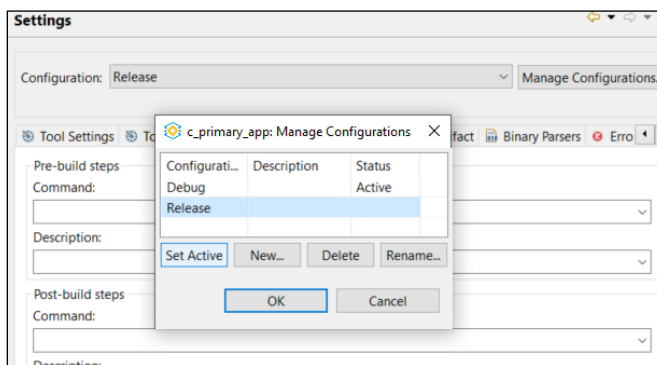 Settings
Configuration: Release
Manage Configurations.
Tool Settings
c_primary_app: Manage Configurations
Binary Parsers
Erro
Configurati... Description Status
Debug Active
Release
Set Active New... Delete Rename...
OK Cancel
Pre-build steps
Command:
Description:
Post-build steps
Command: